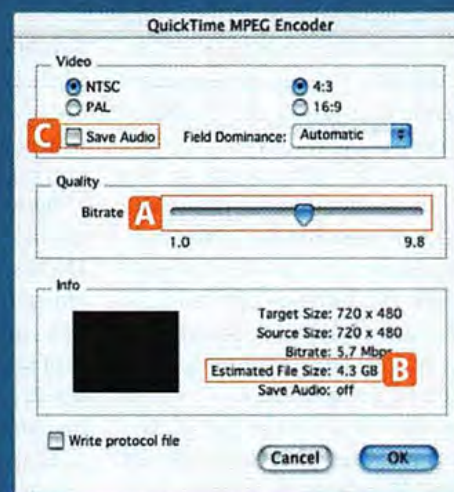 QuickTime MPEG Encoder
Video
NTSC 4:3
PAL 16:9
C Save Audio Field Dominance: Automatic
Quality
Bitrate A
1.0 9.8
Info
Target Size: 720 x 480
Source Size: 720 x 480
Bitrate: 5.7 Mbps
Estimated File Size: 4.3 GB B
Save Audio: off
Write protocol file
Cancel OK